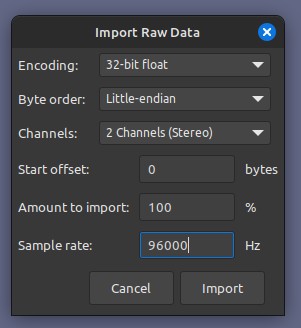 Import Raw Data
Encoding: 32-bit float
Byte order: Little-endian
Channels: 2 Channels (Stereo)
Start offset: 0 bytes
Amount to import: 100 %
Sample rate: 96000 Hz
Cancel Import